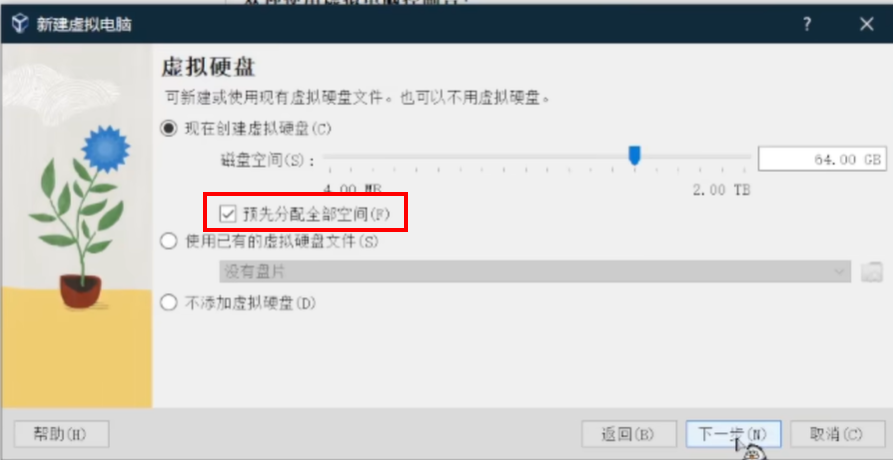 新建虚拟电脑
?
虚拟硬盘
可新建或使用现有虚拟硬盘文件。也可以不用虚拟硬盘。
现在创建虚拟硬盘(C)
磁盘空间(S):
64.00 GB
4.00 MB
2.00 TB
预先分配全部空间(F)
使用已有的虚拟硬盘文件(S)
没有盘片
不添加虚拟硬盘(D)
帮助(H)
返回(B)
下一步(N)
取消(C)